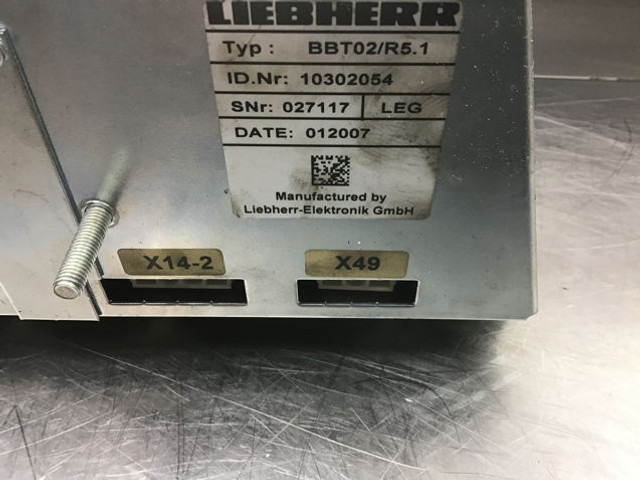 LIEBHERR
Typ : BBT02/R5.1
ID.Nr: 10302054
SNr: 027117 LEG
DATE: 012007
Manufactured by
Liebherr-Elektronik GmbH
X14-2 X49